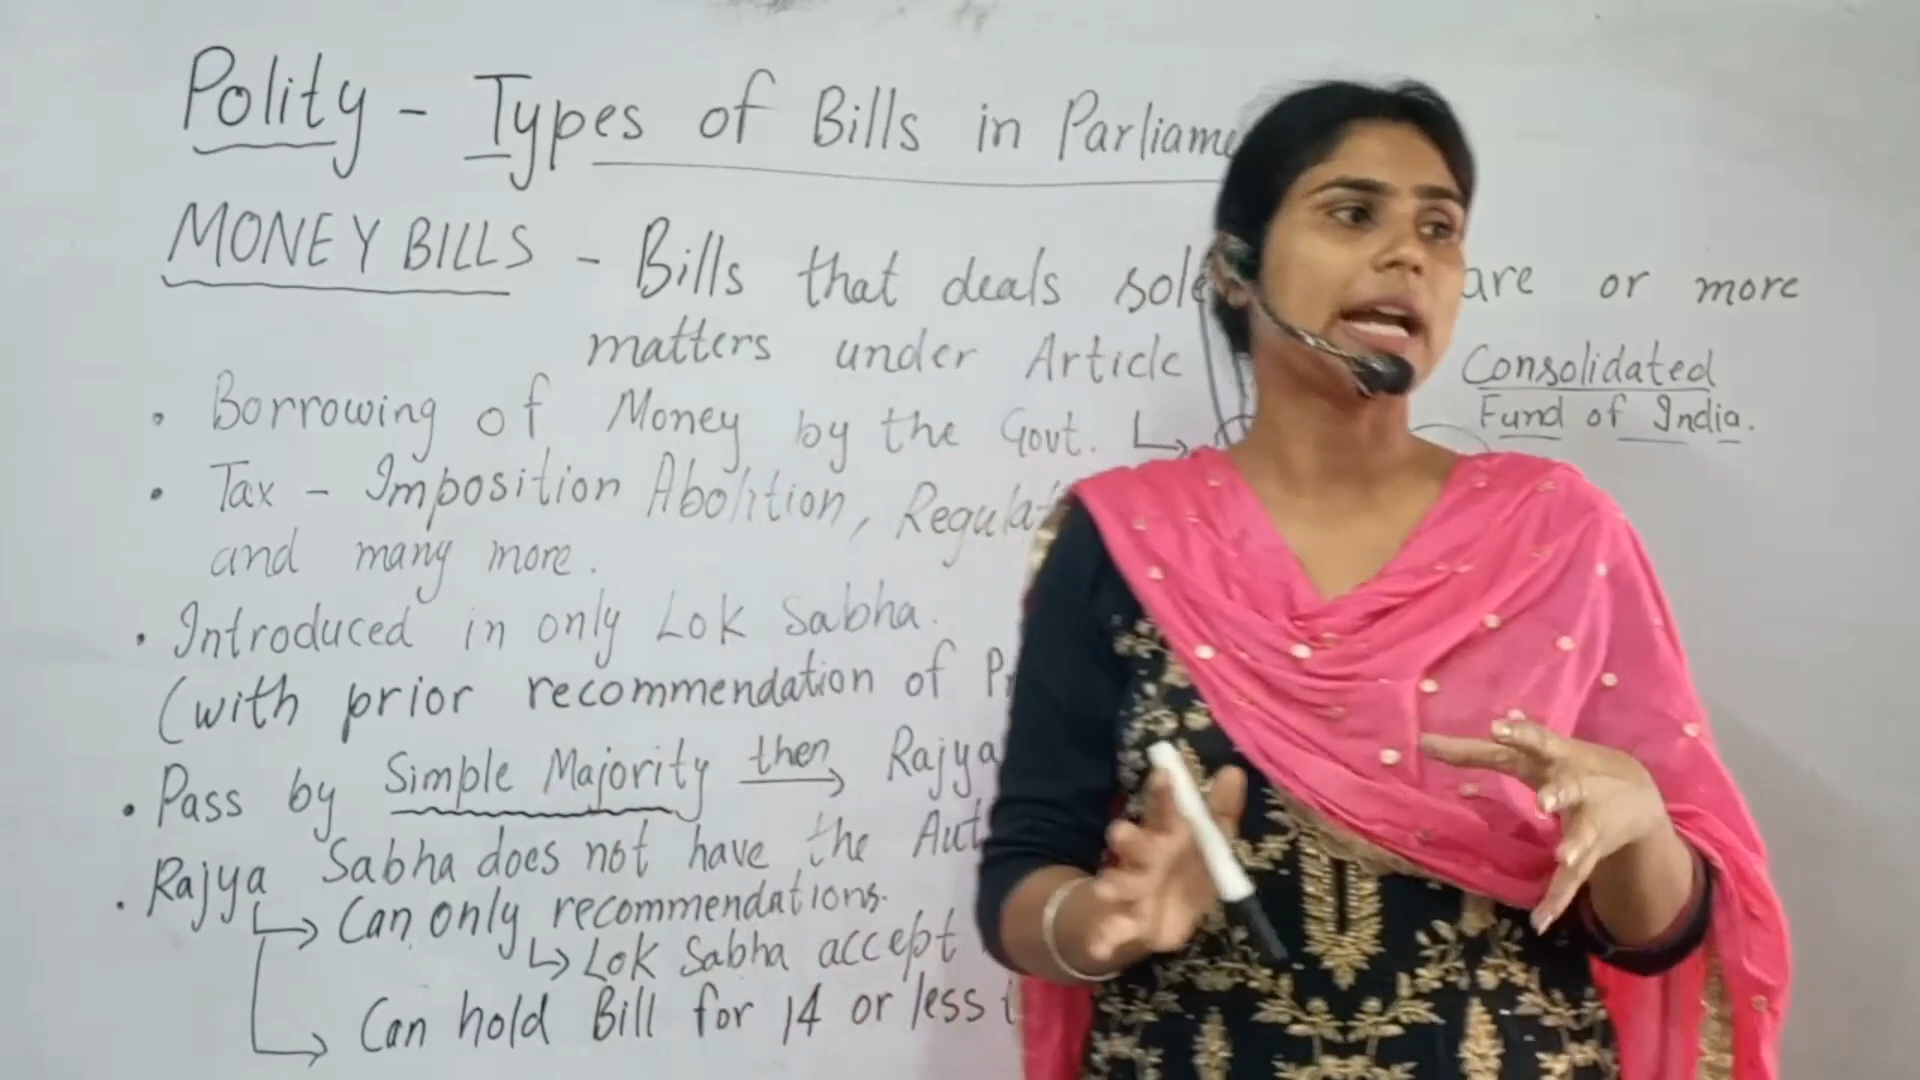 Polity - Types of Bills in Parliame
MONEY BILLS - Bills that deals sole are or more
matters under Article
Consolidated
Fund of India.
• Borrowing of Money by the Govt. ↳
• Tax - Imposition Abolition, Regulat
and many more.
• Introduced in only Lok Sabha.
(with prior recommendation of Pr
• Pass by Simple Majority then → Rajya
• Rajya Sabha does not have the Aut
↳ Can only recommendations.
↳ Lok Sabha accept
↳ Can hold Bill for 14 or less t